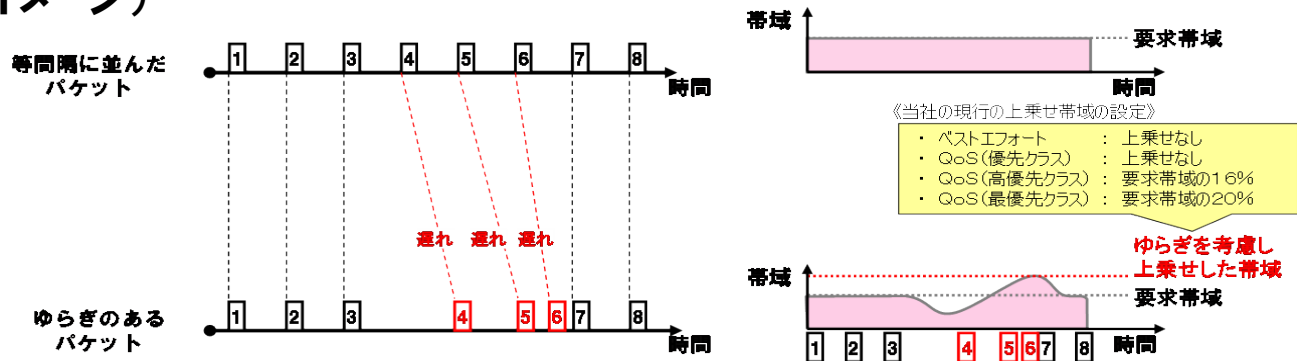 イメージ）
等間隔に並んだ
パケット
1 2 3 4 5 6 7 8
時間
遅れ 遅れ 遅れ
ゆらぎのある
パケット
1 2 3 4 5 6 7 8
時間
帯域
要求帯域
時間
《当社の現行の上乗せ帯域の設定》
・ ベストエフォート ： 上乗せなし
・ QoS(優先クラス) ： 上乗せなし
・ QoS(高優先クラス) ： 要求帯域の16%
・ QoS(最優先クラス) ： 要求帯域の20%
ゆらぎを考慮し
上乗せした帯域
帯域
要求帯域
1 2 3 4 5 6 7 8
時間